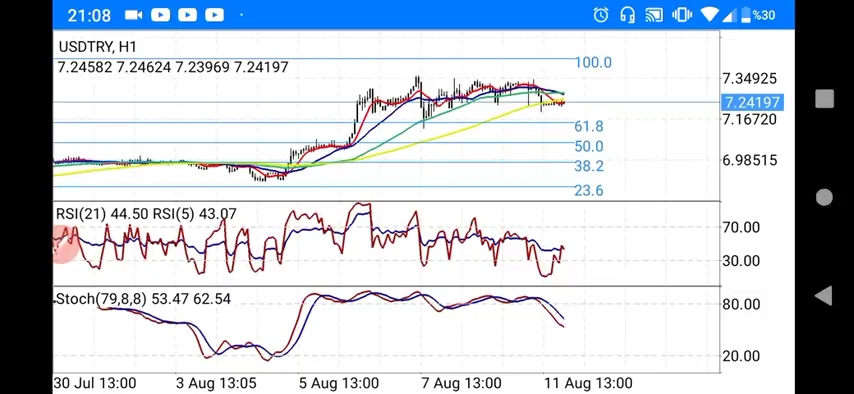 21:08 %30
USDTRY, H1
7.24582 7.24624 7.23969 7.24197
100.0
61.8
50.0
38.2
23.6
7.34925
7.24197
7.16720
6.98515
RSI(21) 44.50 RSI(5) 43.07
70.00
30.00
Stoch(79,8,8) 53.47 62.54
80.00
20.00
30 Jul 13:00 3 Aug 13:05 5 Aug 13:00 7 Aug 13:00 11 Aug 13:00